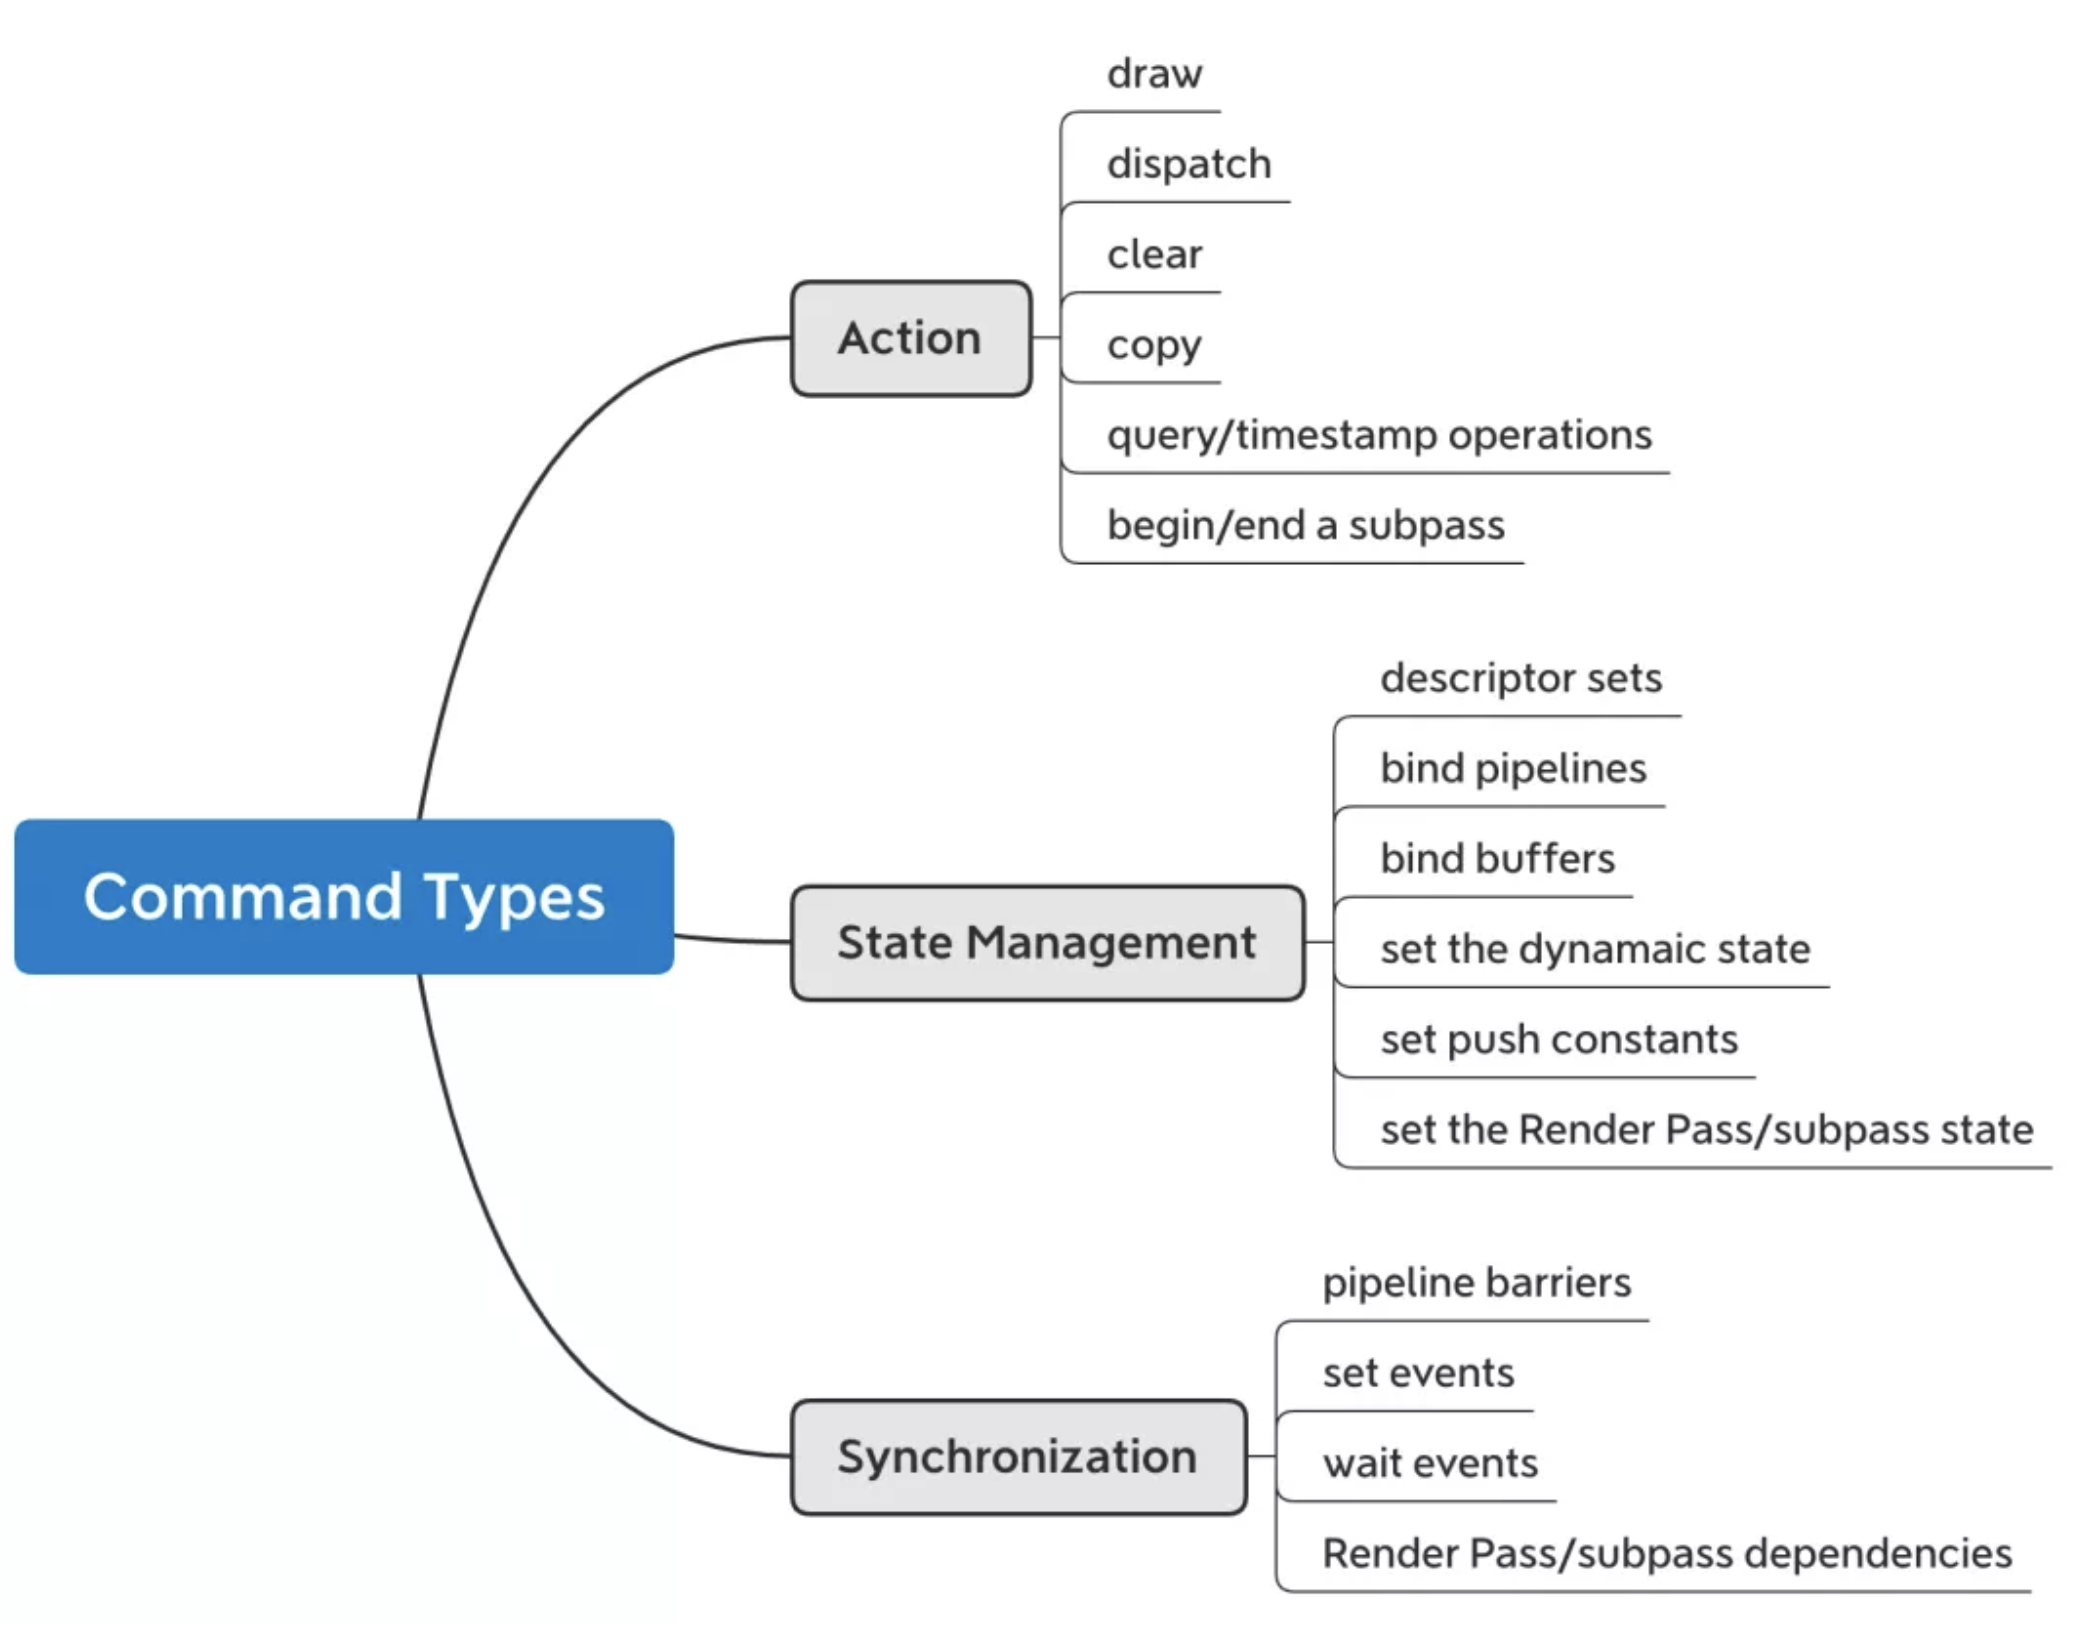 Command Types
Action
draw
dispatch
clear
copy
query/timestamp operations
begin/end a subpass
State Management
descriptor sets
bind pipelines
bind buffers
set the dynamaic state
set push constants
set the Render Pass/subpass state
Synchronization
pipeline barriers
set events
wait events
Render Pass/subpass dependencies